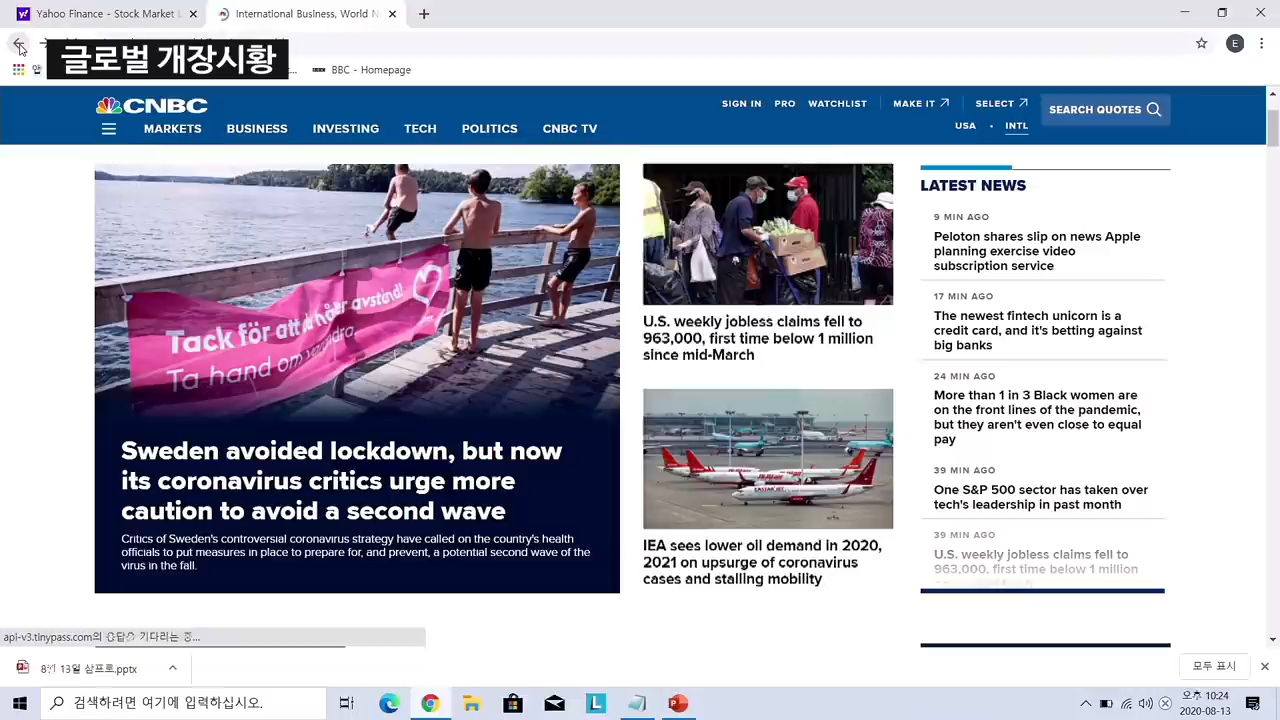 Yahoo Finance - Stock Market L
International Business, World N
글로벌 개장시황
BBC - Homepage
E
CNBC
SIGN IN
PRO
WATCHLIST
MAKE IT
SELECT
SEARCH QUOTES
USA
INTL
MARKETS
BUSINESS
INVESTING
TECH
POLITICS
CNBC TV
Tack för att
avstånd!
Ta hand om
Sweden avoided lockdown, but now
its coronavirus critics urge more
caution to avoid a second wave
Critics of Sweden's controversial coronavirus strategy have called on the country's health
officials to put measures in place to prepare for, and prevent, a potential second wave of the
virus in the fall.
U.S. weekly jobless claims fell to
963,000, first time below 1 million
since mid-March
EASTAR JET
IEA sees lower oil demand in 2020,
2021 on upsurge of coronavirus
cases and stalling mobility
LATEST NEWS
9 MIN AGO
Peloton shares slip on news Apple
planning exercise video
subscription service
17 MIN AGO
The newest fintech unicorn is a
credit card, and it's betting against
big banks
24 MIN AGO
More than 1 in 3 Black women are
on the front lines of the pandemic,
but they aren't even close to equal
pay
39 MIN AGO
One S&P 500 sector has taken over
tech's leadership in past month
39 MIN AGO
U.S. weekly jobless claims fell to
963,000, first time below 1 million
api-v3.tinypass.com의 응답을 기다리는 중...
8월 13일 삼프로.pptx
모두 표시
검색하려면 여기에 입력하십시오.
오후 10:24
2020-08-13